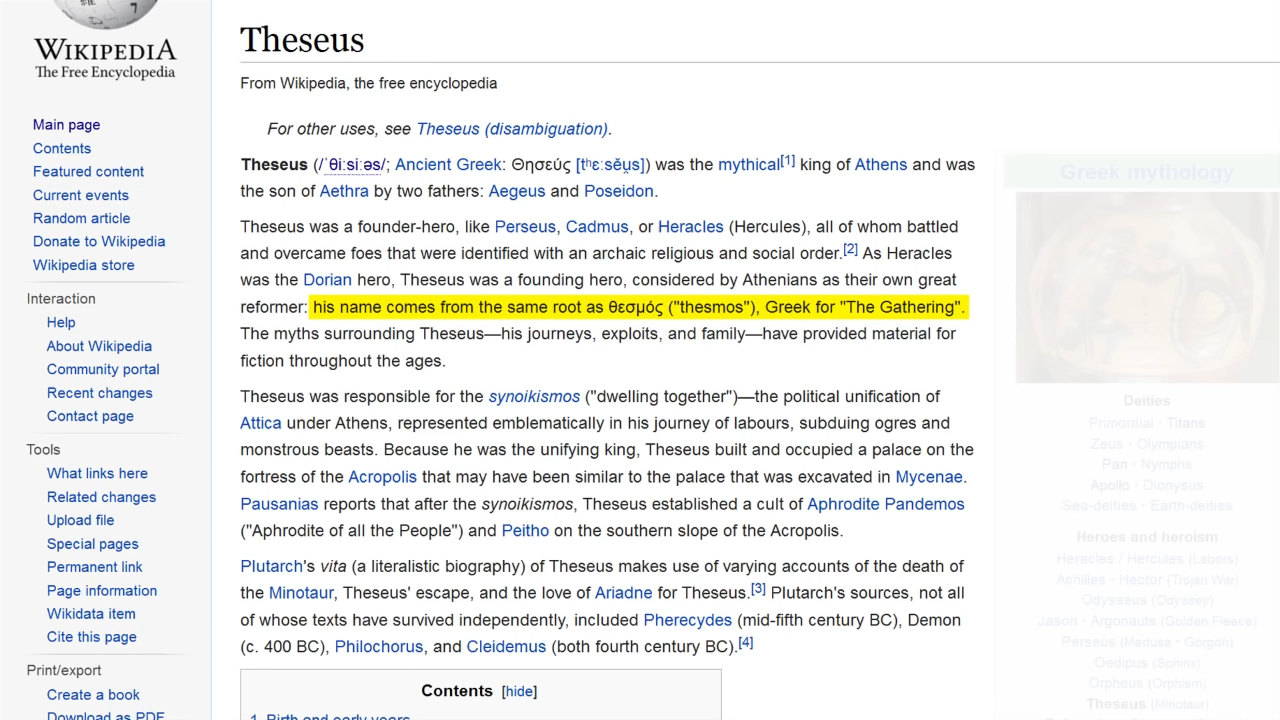 WIKIPEDIA
The Free Encyclopedia
Main page
Contents
Featured content
Current events
Random article
Donate to Wikipedia
Wikipedia store
Interaction
Help
About Wikipedia
Community portal
Recent changes
Contact page
Tools
What links here
Related changes
Upload file
Special pages
Permanent link
Page information
Wikidata item
Cite this page
Print/export
Create a book
Download as PDF
Theseus
From Wikipedia, the free encyclopedia
For other uses, see Theseus (disambiguation).
Theseus (/ˈθiːsiːəs/; Ancient Greek: Θησεύς [tʰɛːsěu̯s]) was the mythical[1] king of Athens and was
the son of Aethra by two fathers: Aegeus and Poseidon.
Theseus was a founder-hero, like Perseus, Cadmus, or Heracles (Hercules), all of whom battled
and overcame foes that were identified with an archaic religious and social order.[2] As Heracles
was the Dorian hero, Theseus was a founding hero, considered by Athenians as their own great
reformer: his name comes from the same root as θεσμός ("thesmos"), Greek for "The Gathering".
The myths surrounding Theseus—his journeys, exploits, and family—have provided material for
fiction throughout the ages.
Theseus was responsible for the synoikismos ("dwelling together")—the political unification of
Attica under Athens, represented emblematically in his journey of labours, subduing ogres and
monstrous beasts. Because he was the unifying king, Theseus built and occupied a palace on the
fortress of the Acropolis that may have been similar to the palace that was excavated in Mycenae.
Pausanias reports that after the synoikismos, Theseus established a cult of Aphrodite Pandemos
("Aphrodite of all the People") and Peitho on the southern slope of the Acropolis.
Plutarch's vita (a literalistic biography) of Theseus makes use of varying accounts of the death of
the Minotaur, Theseus' escape, and the love of Ariadne for Theseus.[3] Plutarch's sources, not all
of whose texts have survived independently, included Pherecydes (mid-fifth century BC), Demon
(c. 400 BC), Philochorus, and Cleidemus (both fourth century BC).[4]
Contents [hide]
1 Birth and early years
Greek mythology
Deities
Primordial · Titans
Zeus · Olympians
Pan · Nymphs
Apollo · Dionysus
Sea-deities · Earth-deities
Heroes and heroism
Heracles / Hercules (Labors)
Achilles · Hector (Trojan War)
Odysseus (Odyssey)
Jason · Argonauts (Golden Fleece)
Perseus (Medusa · Gorgon)
Oedipus (Sphinx)
Orpheus (Orphism)
Theseus (Minotaur)